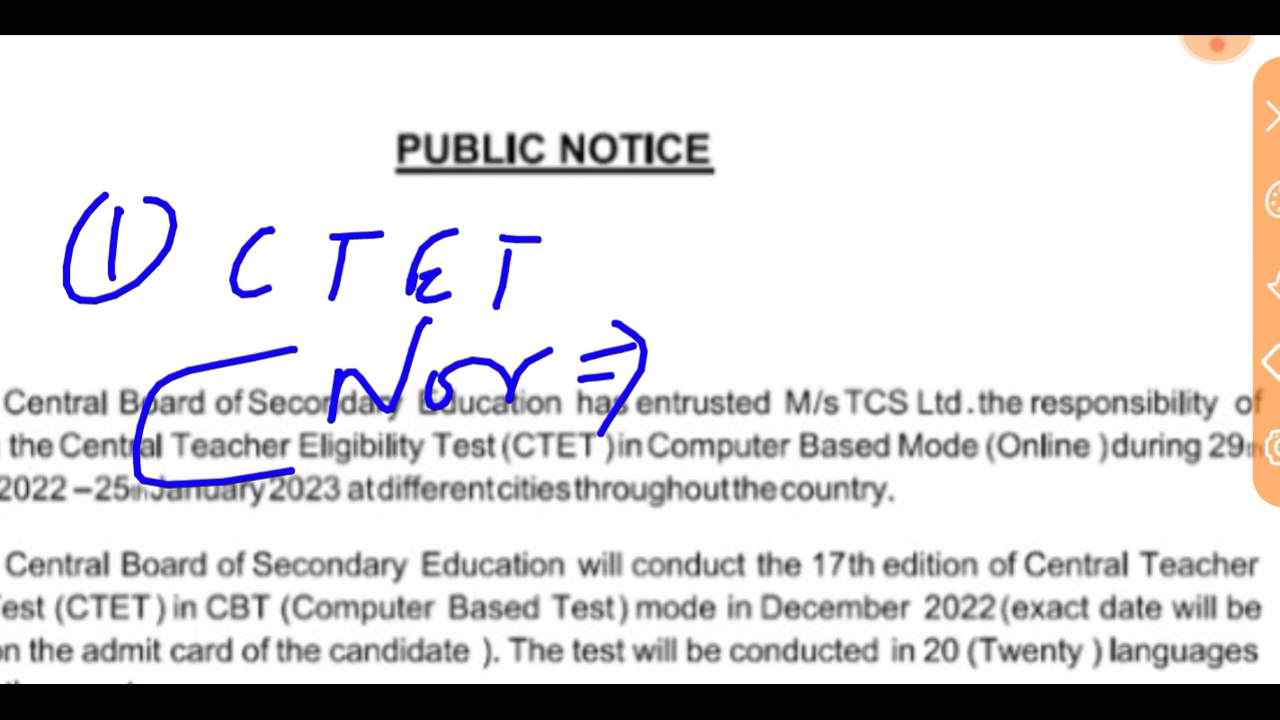 PUBLIC NOTICE
① CTET
Nor ⇒
Central Board of Secondary Education has entrusted M/s TCS Ltd. the responsibility of
the Central Teacher Eligibility Test (CTET) in Computer Based Mode (Online) during 29th
2022 – 25th January 2023 at different cities throughout the country.
Central Board of Secondary Education will conduct the 17th edition of Central Teacher
est (CTET) in CBT (Computer Based Test) mode in December 2022 (exact date will be
on the admit card of the candidate ). The test will be conducted in 20 (Twenty ) languages